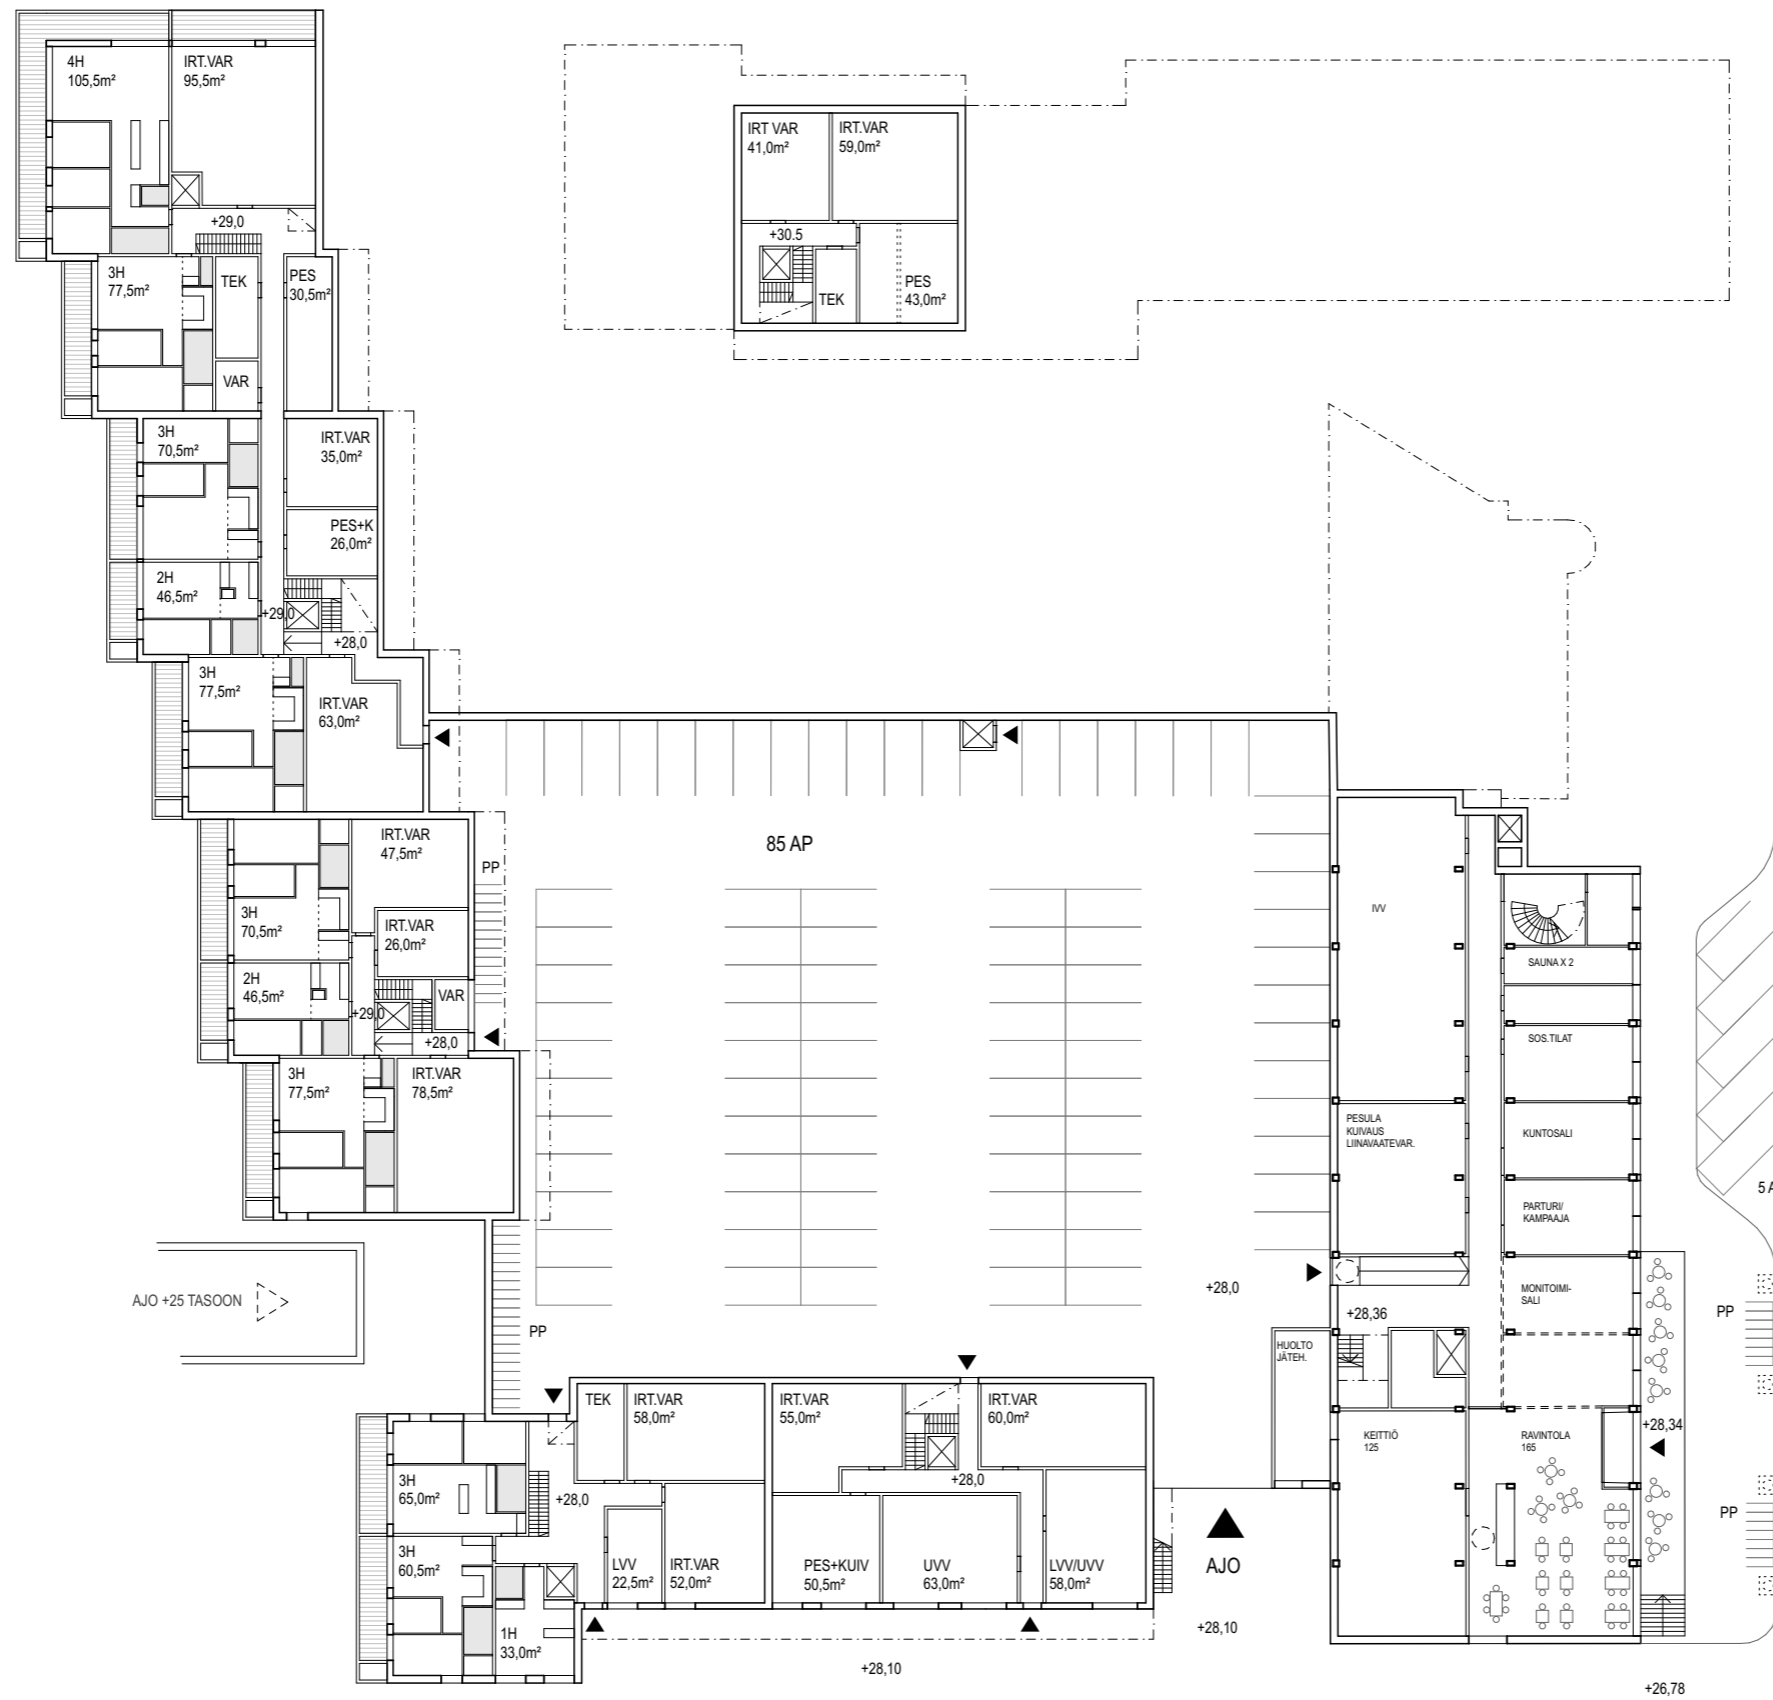 4H
105,5m²
IRT.VAR
95,5m²
+29,0
3H
77,5m²
TEK
PES
30,5m²
VAR
3H
70,5m²
IRT.VAR
35,0m²
PES+K
26,0m²
2H
46,5m²
+29,0
+28,0
3H
77,5m²
IRT.VAR
63,0m²
IRT VAR
41,0m²
IRT.VAR
59,0m²
+30.5
TEK
PES
43,0m²
85 AP
IRT.VAR
47,5m²
PP
3H
70,5m²
IRT.VAR
26,0m²
2H
46,5m²
VAR
+29,0
+28,0
3H
77,5m²
IRT.VAR
78,5m²
IVV
SAUNA X 2
SOS.TILAT
PESULA
KUIVAUS
LIINAVAATEVAR.
KUNTOSALI
PARTURI/
KAMPAAJA
5 A
AJO +25 TASOON
+28,0
MONITOIMI-
SALI
+28,36
PP
PP
HUOLTO
JÄTEH.
TEK
IRT.VAR
58,0m²
IRT.VAR
55,0m²
IRT.VAR
60,0m²
KEITTIÖ
125
RAVINTOLA
165
+28,34
3H
65,0m²
+28,0
+28,0
PP
3H
60,5m²
LVV
22,5m²
IRT.VAR
52,0m²
PES+KUIV
50,5m²
UVV
63,0m²
LVV/UVV
58,0m²
AJO
1H
33,0m²
+28,10
+28,10
+26,78